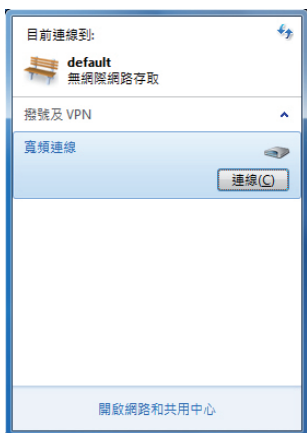 目前連線到:
default
無網際網路存取
撥號及 VPN
寬頻連線
連線(C)
開啟網路和共用中心